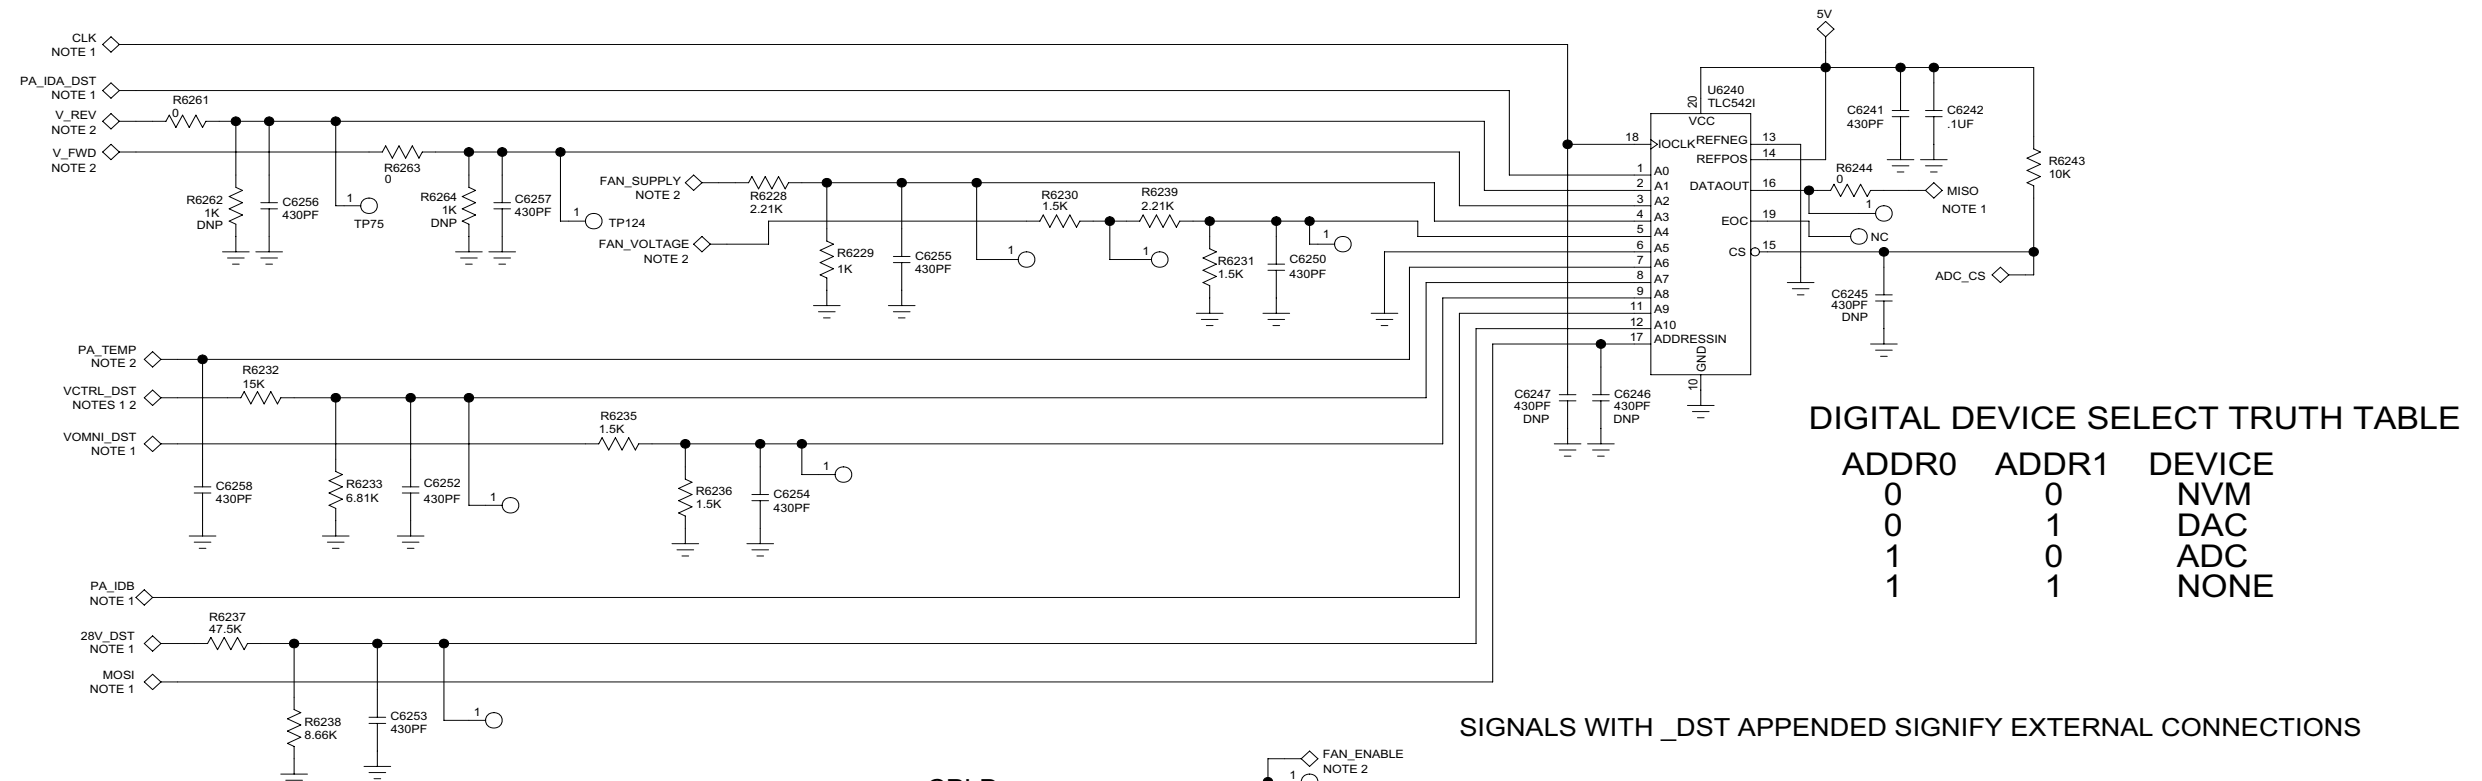 5V
CLK
NOTE 1
PA_IDA_DST
NOTE 1
R6261
0
V_REV
NOTE 2
V_FWD
NOTE 2
R6263
0
R6262
1K
DNP
C6256
430PF
1
TP75
R6264
1K
DNP
C6257
430PF
1
TP124
FAN_SUPPLY
NOTE 2
R6228
2.21K
FAN_VOLTAGE
NOTE 2
R6229
1K
C6255
430PF
1
R6230
1.5K
R6239
2.21K
1
R6231
1.5K
C6250
430PF
1
U6240
TLC542I
20
VCC
18
IOCLK
REFNEG
13
REFPOS
14
1
A0
2
A1
DATAOUT
16
3
A2
4
A3
EOC
19
5
A4
6
A5
CS
15
7
A6
8
A7
9
A8
11
A9
12
A10
17
ADDRESSIN
GND
10
C6241
430PF
C6242
.1UF
R6243
10K
R6244
0
MISO
NOTE 1
1
NC
ADC_CS
C6245
430PF
DNP
C6247
430PF
DNP
C6246
430PF
DNP
PA_TEMP
NOTE 2
R6232
15K
VCTRL_DST
NOTES 1 2
R6235
1.5K
VOMNI_DST
NOTE 1
C6258
430PF
R6233
6.81K
C6252
430PF
1
R6236
1.5K
C6254
430PF
1
PA_IDB
NOTE 1
R6237
47.5K
28V_DST
NOTE 1
MOSI
NOTE 1
R6238
8.66K
C6253
430PF
1
DIGITAL DEVICE SELECT TRUTH TABLE
ADDR0 ADDR1 DEVICE
0 0 NVM
0 1 DAC
1 0 ADC
1 1 NONE
SIGNALS WITH _DST APPENDED SIGNIFY EXTERNAL CONNECTIONS
FAN_ENABLE
NOTE 2
1